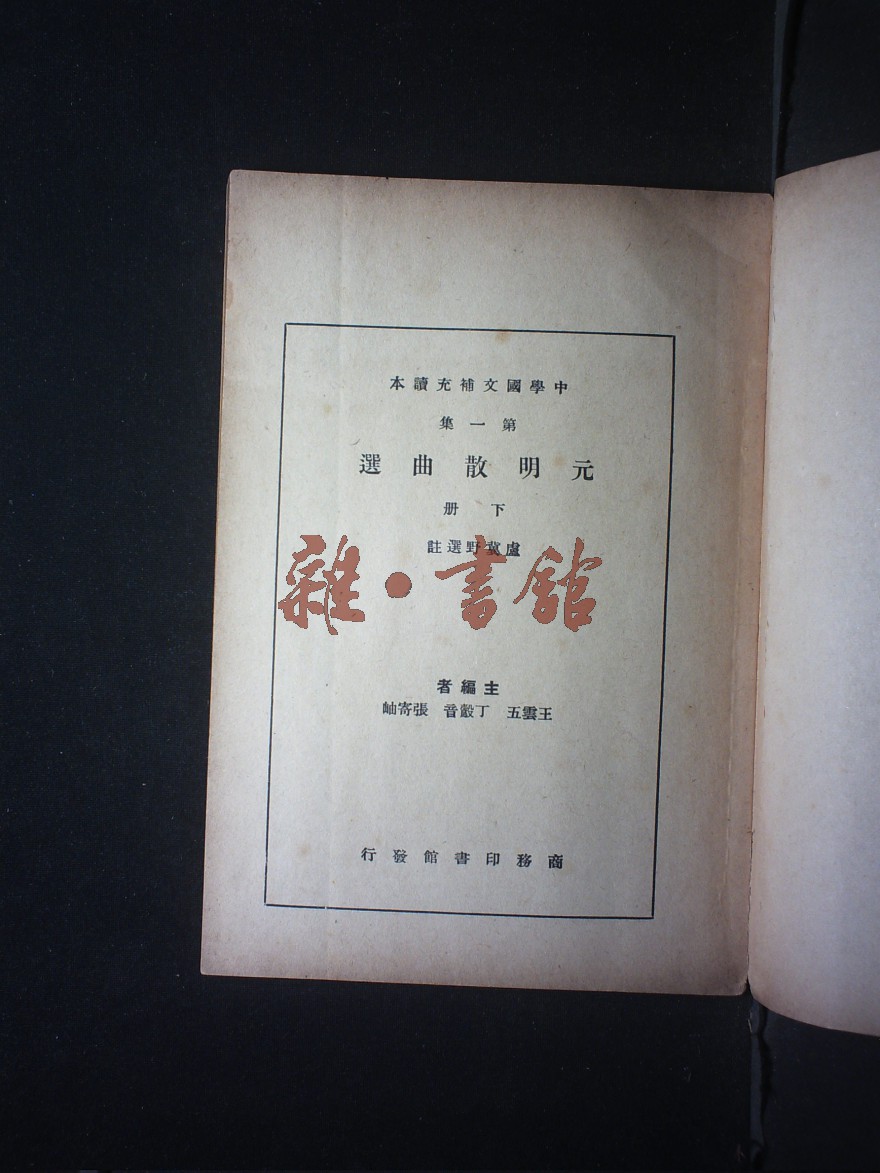 中學國文補充讀本
第一集
元明散曲選
下册
盧冀野選註
雜·書館
主編者
王雲五 丁𪔛音 張寄岫
商務印書館發行